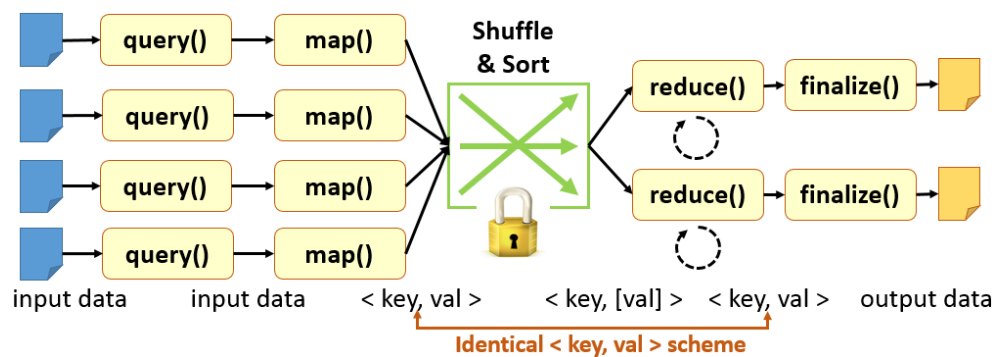 query()
map()
Shuffle
& Sort
query()
map()
reduce()
finalize()
query()
map()
reduce()
finalize()
query()
map()
input data
input data
< key, val >
< key, [val] >
< key, val >
output data
Identical < key, val > scheme